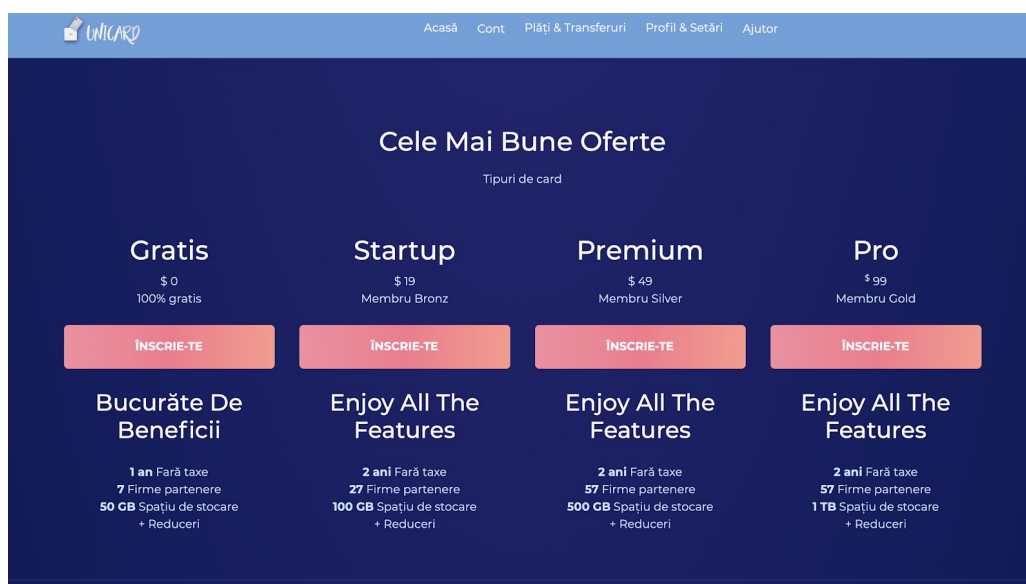 UNICARD
Acasă Cont Plăți & Transferuri Profil & Setări Ajutor
Cele Mai Bune Oferte
Tipuri de card
Gratis
$ 0
100% gratis
ÎNSCRIE-TE
Bucurăte De
Beneficii
1 an Fară taxe
7 Firme partenere
50 GB Spațiu de stocare
+ Reduceri
Startup
$ 19
Membru Bronz
ÎNSCRIE-TE
Enjoy All The
Features
2 ani Fară taxe
27 Firme partenere
100 GB Spațiu de stocare
+ Reduceri
Premium
$ 49
Membru Silver
ÎNSCRIE-TE
Enjoy All The
Features
2 ani Fară taxe
57 Firme partenere
500 GB Spațiu de stocare
+ Reduceri
Pro
$ 99
Membru Gold
ÎNSCRIE-TE
Enjoy All The
Features
2 ani Fară taxe
57 Firme partenere
1 TB Spațiu de stocare
+ Reduceri